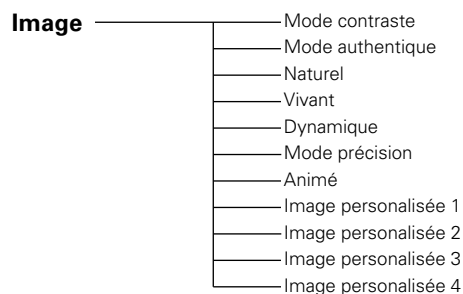 Image
Mode contraste
Mode authentique
Naturel
Vivant
Dynamique
Mode précision
Animé
Image personalisée 1
Image personalisée 2
Image personalisée 3
Image personalisée 4